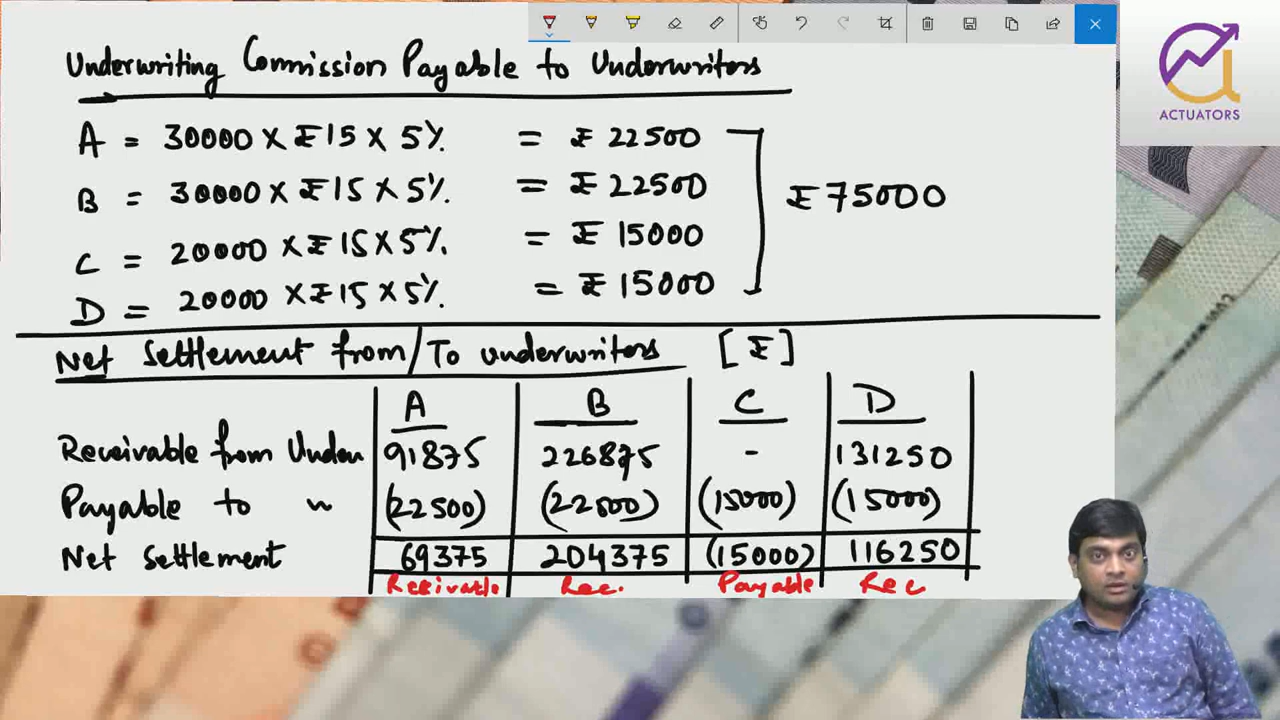 ACTUATORS
Underwriting Commission Payable to Underwritors
A = 30000 × ₹15 × 5% = ₹ 22500
B = 30000 × ₹15 × 5% = ₹ 22500
₹75000
C = 20000 × ₹15 × 5% = ₹ 15000
D = 20000 × ₹15 × 5% = ₹ 15000
Net Settlement from/To underwritors [₹]
A B C D
Receivable from Under 91875 226875 - 131250
Payable to " (22500) (22500) (15000) (15000)
Net Settlement 69375 204375 (15000) 116250
Receivable Rec. Payable Rec